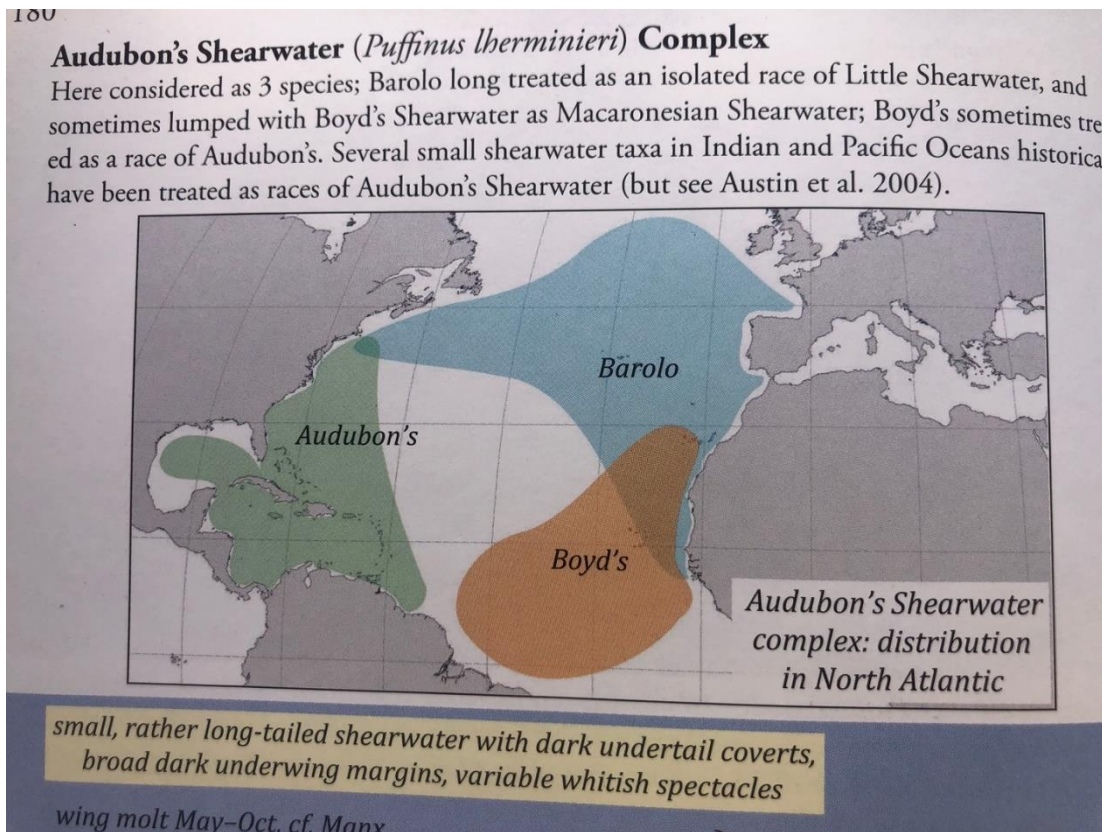 180
Audubon's Shearwater (Puffinus lherminieri) Complex
Here considered as 3 species; Barolo long treated as an isolated race of Little Shearwater, and
sometimes lumped with Boyd's Shearwater as Macaronesian Shearwater; Boyd's sometimes tre
ed as a race of Audubon's. Several small shearwater taxa in Indian and Pacific Oceans historica
have been treated as races of Audubon's Shearwater (but see Austin et al. 2004).
Barolo
Audubon's
Boyd's
Audubon's Shearwater
complex: distribution
in North Atlantic
small, rather long-tailed shearwater with dark undertail coverts,
broad dark underwing margins, variable whitish spectacles
wing molt May–Oct, cf. Manx